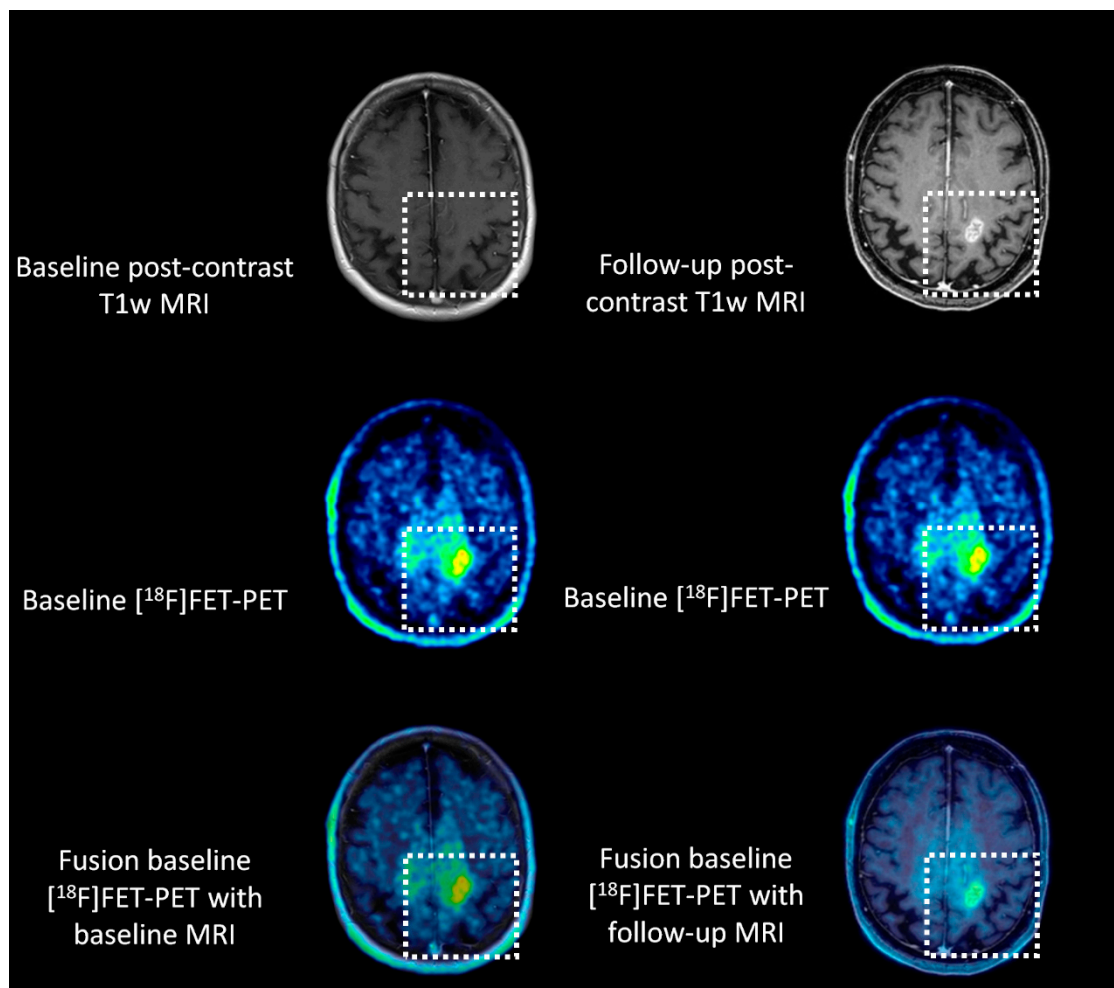 Baseline post-contrast
T1w MRI
Follow-up post-
contrast T1w MRI
Baseline [¹⁸F]FET-PET
Baseline [¹⁸F]FET-PET
Fusion baseline
[¹⁸F]FET-PET with
baseline MRI
Fusion baseline
[¹⁸F]FET-PET with
follow-up MRI